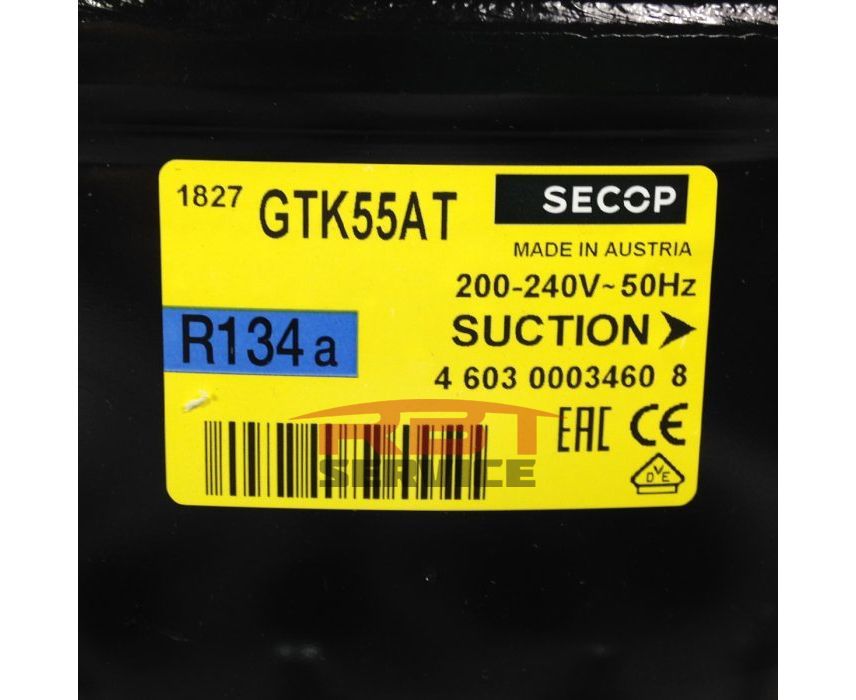 1827 GTK55AT SECOP
MADE IN AUSTRIA
200-240V~50Hz
R134a SUCTION
4 603 0003460 8
RBT
SERVICE
EAC CE
DVE